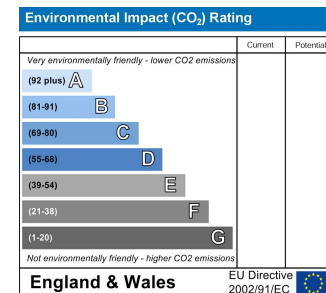 Environmental Impact (CO₂) Rating
Current Potential
Very environmentally friendly - lower CO2 emissions
(92 plus) A
(81-91) B
(69-80) C
(55-68) D
(39-54) E
(21-38) F
(1-20) G
Not environmentally friendly - higher CO2 emissions
England & Wales
EU Directive
2002/91/EC